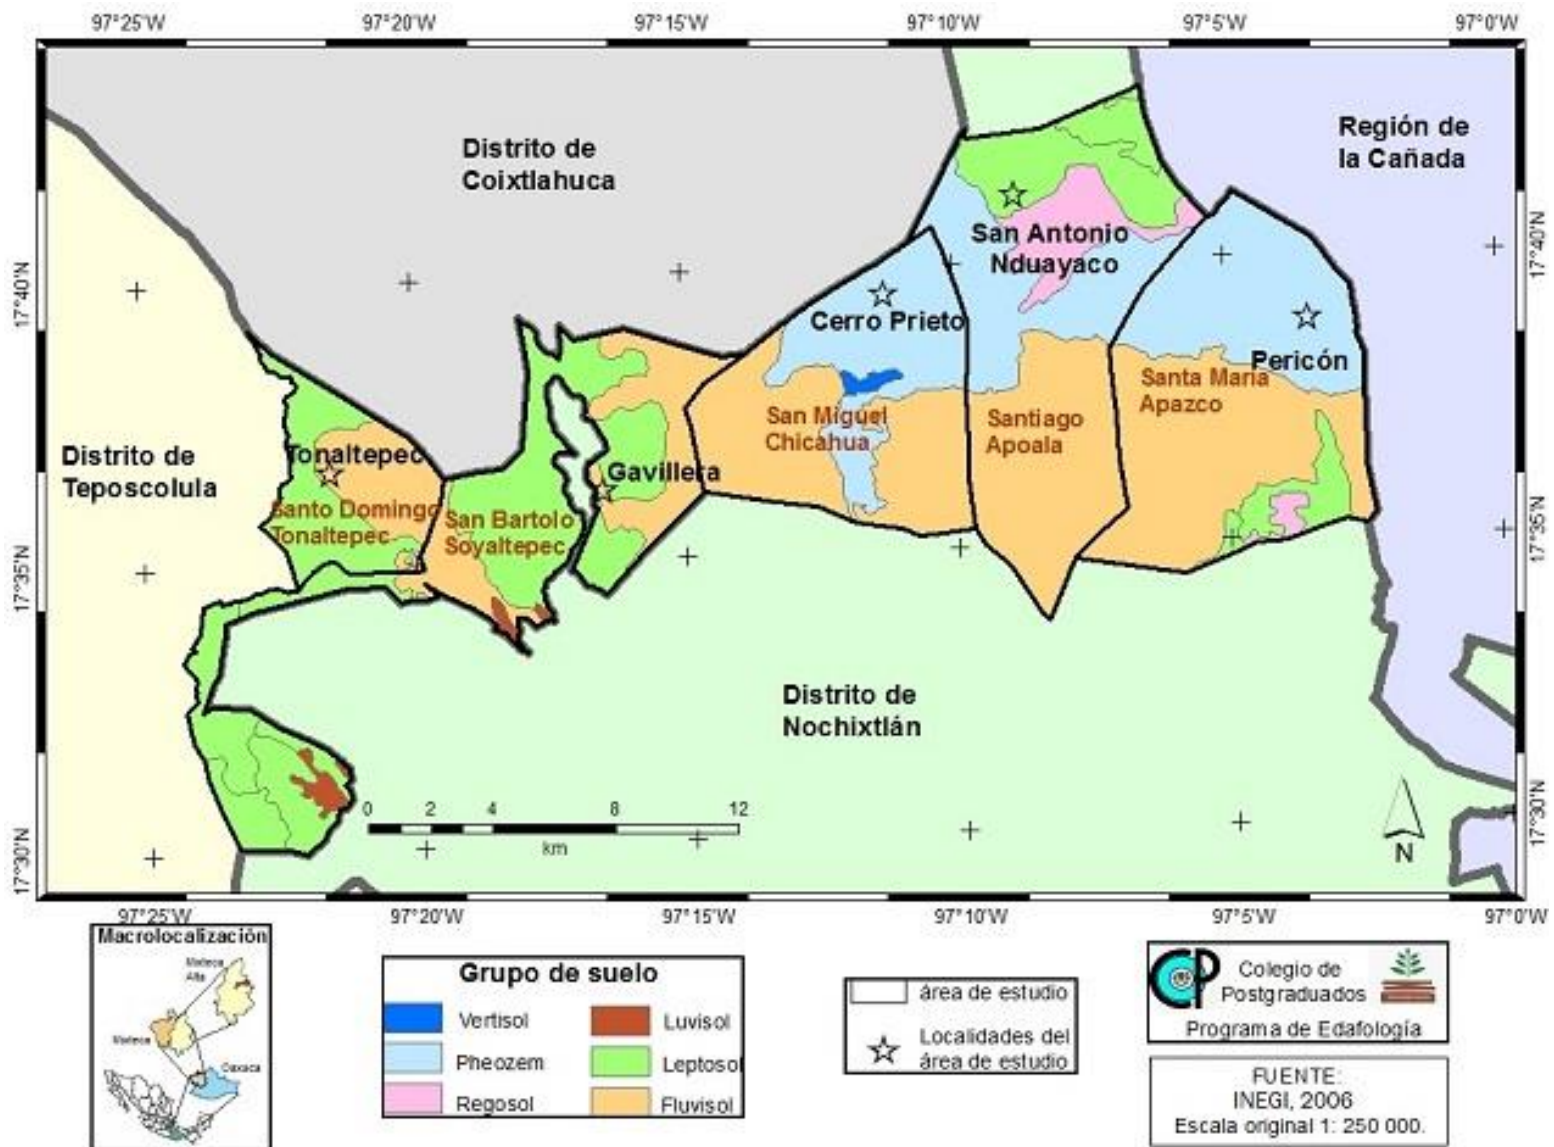 97°25'W
97°20'W
97°15'W
97°10'W
97°5'W
97°0'W
17°40'N
17°35'N
17°30'N
17°40'N
17°35'N
17°30'N
Distrito de
Coixtlahuca
Región de
la Cañada
San Antonio
Nduayaco
Cerro Prieto
Pericón
Santa María
Apazco
San Miguel
Chicahua
Santiago
Apoala
Distrito de
Teposcolula
Tonaltepec
Gavillera
Santo Domingo
Tonaltepec
San Bartolo
Soyaltepec
Distrito de
Nochixtlán
0 2 4 8 12
km
N
97°25'W
97°20'W
97°15'W
97°10'W
97°5'W
97°0'W
Macrolocalización
Mixteca
Alta
Mixteca
Oaxaca
Grupo de suelo
Vertisol
Luvisol
Pheozem
Leptosol
Regosol
Fluvisol
área de estudio
Localidades del
área de estudio
CP
Colegio de
Postgraduados
Programa de Edafología
FUENTE:
INEGI, 2006
Escala original 1: 250 000.